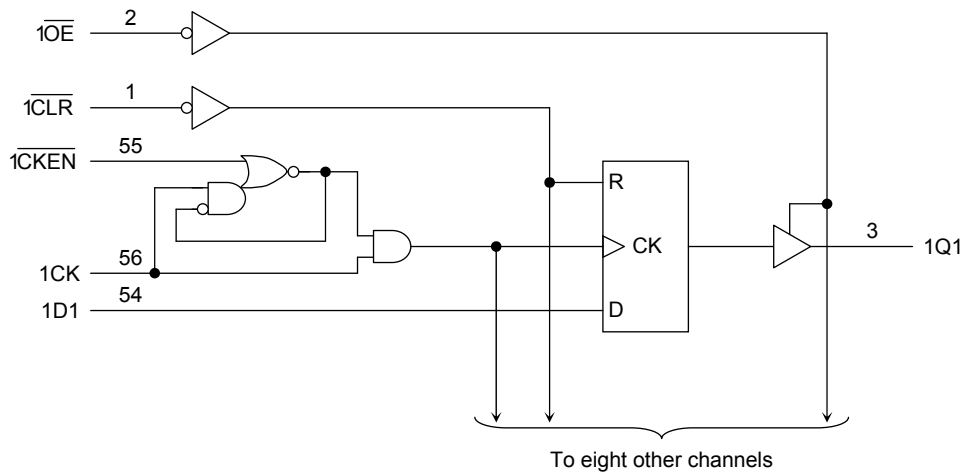 1OE 2
1CLR 1
1CKEN 55
R
CK
3 1Q1
1CK 56
1D1 54
D
To eight other channels